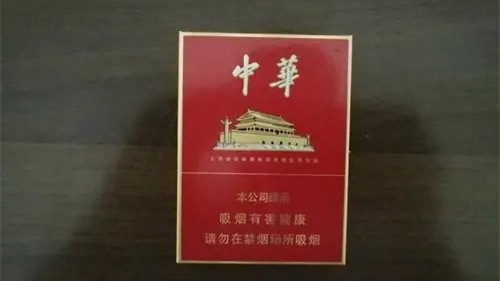 中華
本公司提示
吸烟有害健康
请勿在禁烟场所吸烟